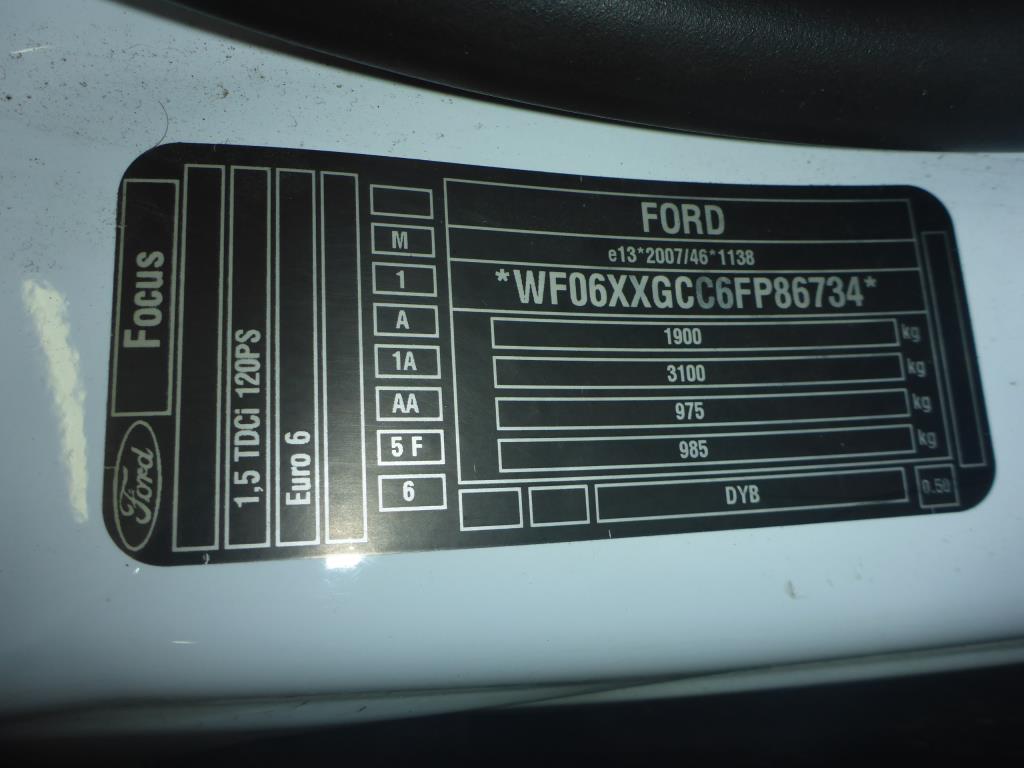 FORD
e13*2007/46*1138
*WF06XXGCC6FP86734*
1900 kg
3100 kg
975 kg
985 kg
DYB
0.50
M
1
A
1A
AA
5 F
6
Focus
Ford
1,5 TDCi 120PS
Euro 6